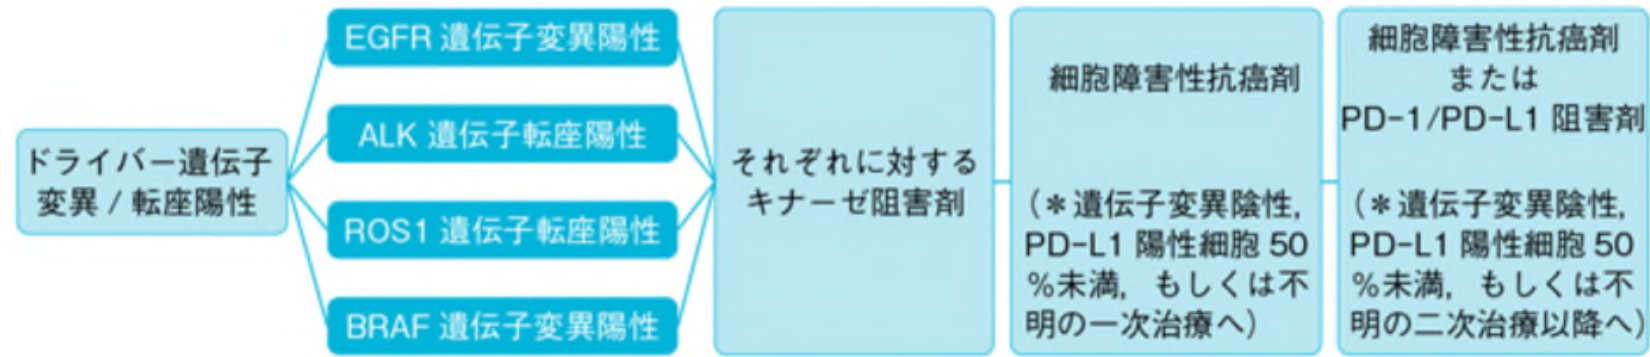 ドライバー遺伝子
変異 / 転座陽性
EGFR 遺伝子変異陽性
ALK 遺伝子転座陽性
ROS1 遺伝子転座陽性
BRAF 遺伝子変異陽性
それぞれに対する
キナーゼ阻害剤
細胞障害性抗癌剤
(＊遺伝子変異陰性,
PD-L1 陽性細胞 50
%未満, もしくは不
明の一次治療へ)
細胞障害性抗癌剤
または
PD-1/PD-L1 阻害剤
(＊遺伝子変異陰性,
PD-L1 陽性細胞 50
%未満, もしくは不
明の二次治療以降へ)